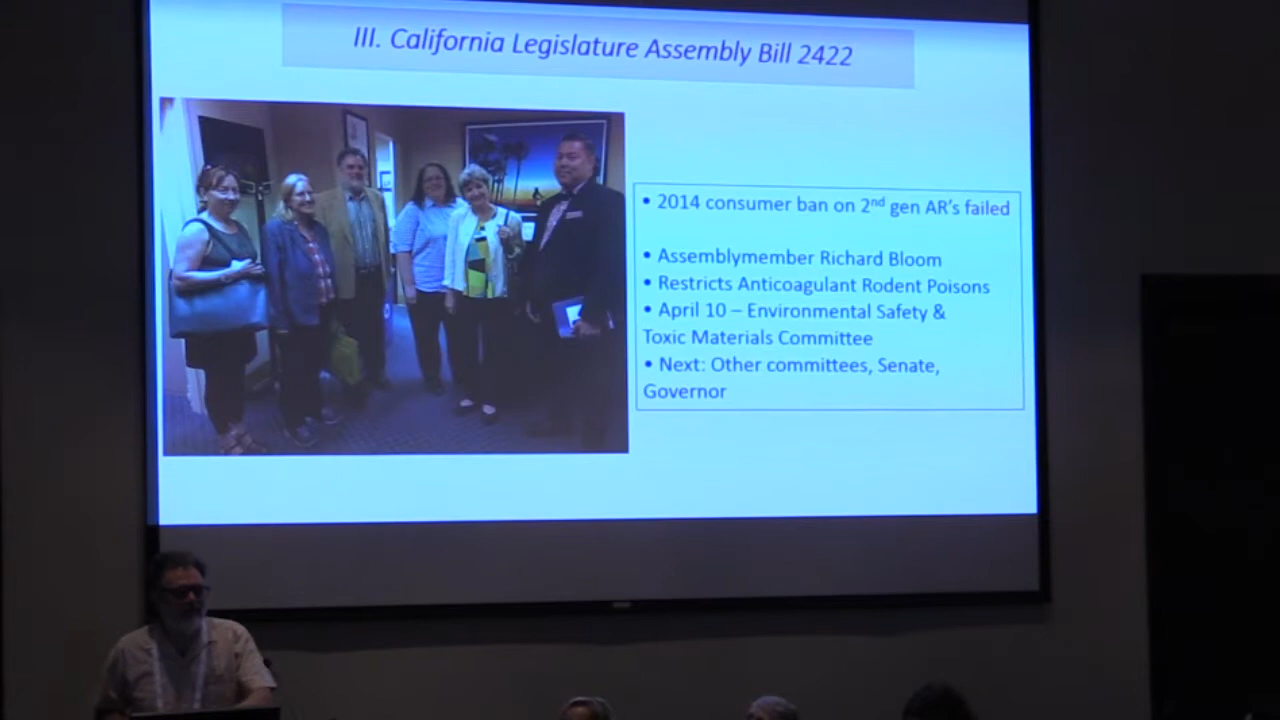 III. California Legislature Assembly Bill 2422
• 2014 consumer ban on 2nd gen AR's failed
• Assemblymember Richard Bloom
• Restricts Anticoagulant Rodent Poisons
• April 10 – Environmental Safety &
Toxic Materials Committee
• Next: Other committees, Senate,
Governor